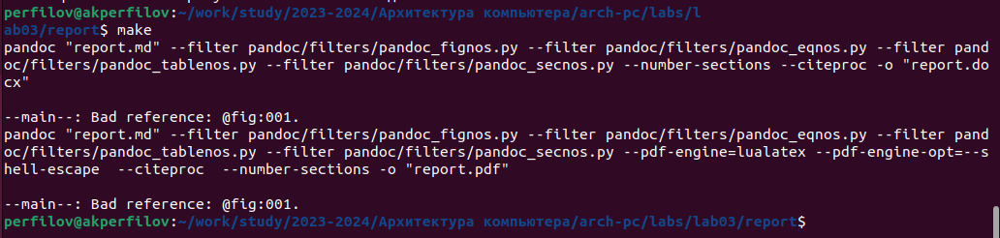 perfilov@akperfilov:~/work/study/2023-2024/Архитектура компьютера/arch-pc/labs/l
ab03/report$ make
pandoc "report.md" --filter pandoc/filters/pandoc_fignos.py --filter pandoc/filters/pandoc_eqnos.py --filter pand
oc/filters/pandoc_tablenos.py --filter pandoc/filters/pandoc_secnos.py --number-sections --citeproc -o "report.do
cx"
--main--: Bad reference: @fig:001.
pandoc "report.md" --filter pandoc/filters/pandoc_fignos.py --filter pandoc/filters/pandoc_eqnos.py --filter pand
oc/filters/pandoc_tablenos.py --filter pandoc/filters/pandoc_secnos.py --pdf-engine=lualatex --pdf-engine-opt=--s
hell-escape  --citeproc  --number-sections -o "report.pdf"
--main--: Bad reference: @fig:001.
perfilov@akperfilov:~/work/study/2023-2024/Архитектура компьютера/arch-pc/labs/lab03/report$